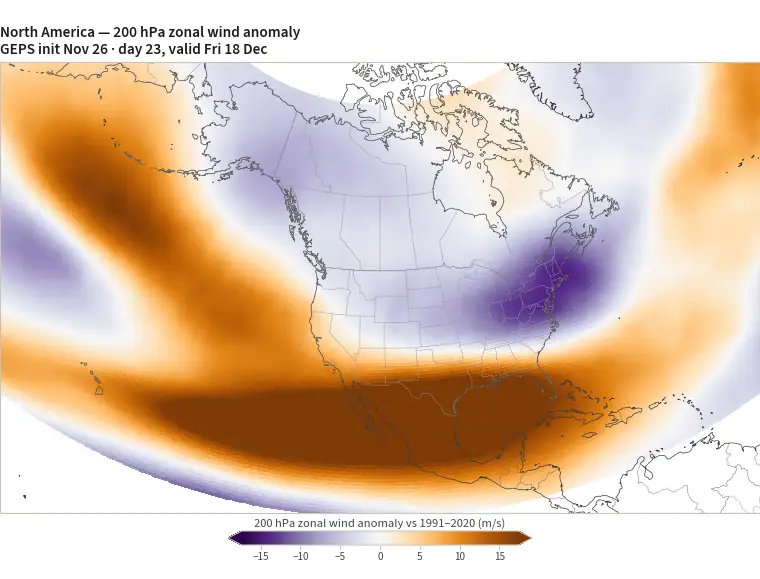 North America — 200 hPa zonal wind anomaly
GEPS init Nov 26 · day 23, valid Fri 18 Dec
200 hPa zonal wind anomaly vs 1991–2020 (m/s)
−15 −10 −5 0 5 10 15